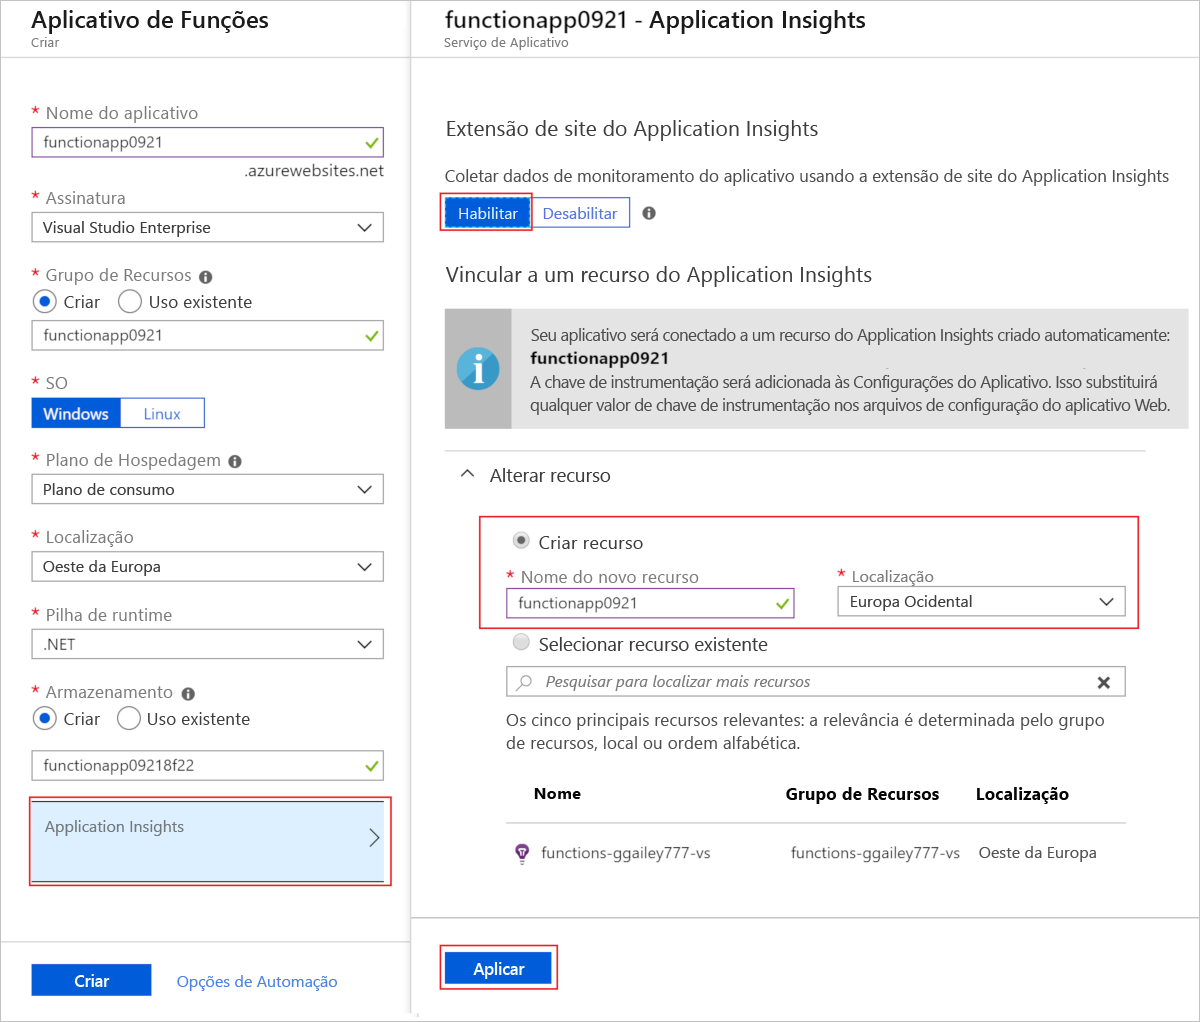 Aplicativo de Funções
Criar
* Nome do aplicativo
functionapp0921
.azurewebsites.net
* Assinatura
Visual Studio Enterprise
* Grupo de Recursos
Criar
Uso existente
functionapp0921
* SO
Windows
Linux
* Plano de Hospedagem
Plano de consumo
* Localização
Oeste da Europa
* Pilha de runtime
.NET
* Armazenamento
Criar
Uso existente
functionapp09218f22
Application Insights
Criar
Opções de Automação
functionapp0921 - Application Insights
Serviço de Aplicativo
Extensão de site do Application Insights
Coletar dados de monitoramento do aplicativo usando a extensão de site do Application Insights
Habilitar
Desabilitar
Vincular a um recurso do Application Insights
Seu aplicativo será conectado a um recurso do Application Insights criado automaticamente:
functionapp0921
A chave de instrumentação será adicionada às Configurações do Aplicativo. Isso substituirá
qualquer valor de chave de instrumentação nos arquivos de configuração do aplicativo Web.
Alterar recurso
Criar recurso
* Nome do novo recurso
functionapp0921
* Localização
Europa Ocidental
Selecionar recurso existente
Pesquisar para localizar mais recursos
Os cinco principais recursos relevantes: a relevância é determinada pelo grupo
de recursos, local ou ordem alfabética.
Nome Grupo de Recursos Localização
functions-ggailey777-vs functions-ggailey777-vs Oeste da Europa
Aplicar